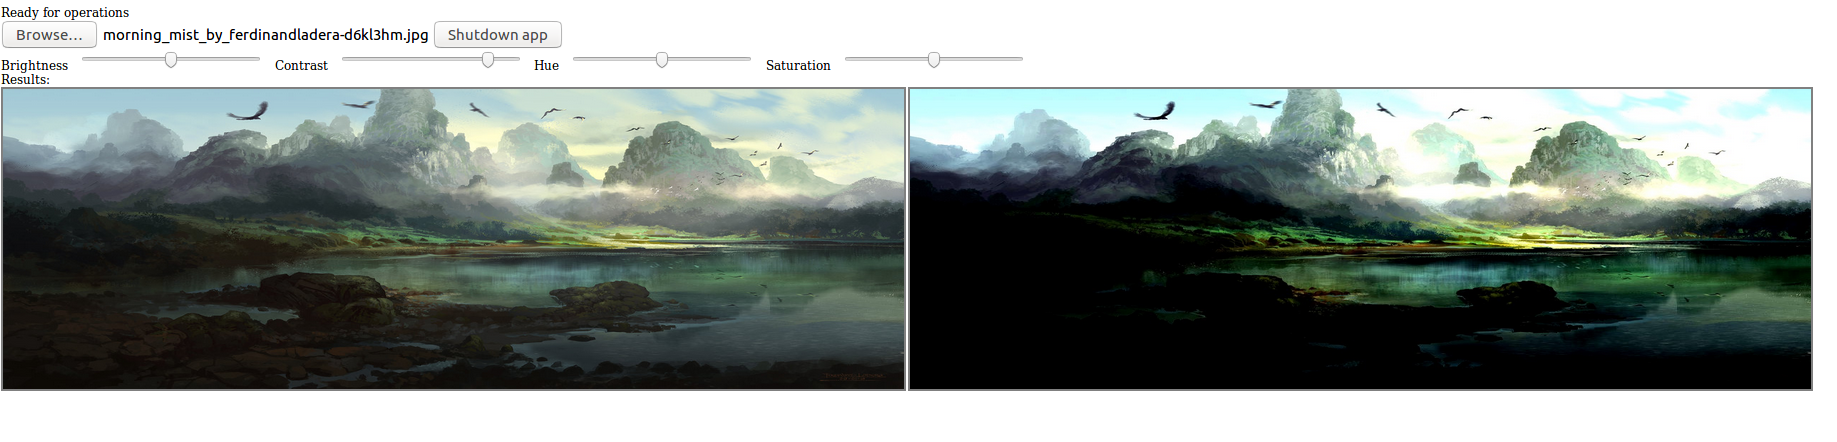 Ready for operations
Browse... morning_mist_by_ferdinandladera-d6kl3hm.jpg Shutdown app
Brightness Contrast Hue Saturation
Results: